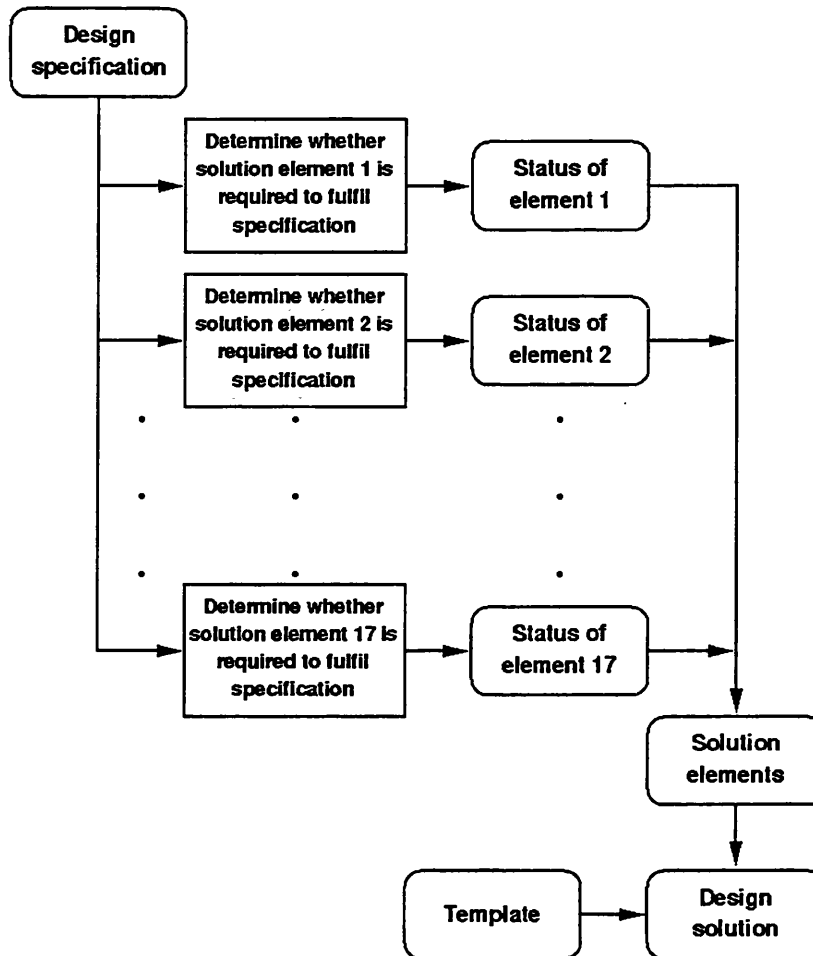 Design
specification
Determine whether
solution element 1 is
required to fulfil
specification
Status of
element 1
Determine whether
solution element 2 is
required to fulfil
specification
Status of
element 2
Determine whether
solution element 17 is
required to fulfil
specification
Status of
element 17
Solution
elements
Template
Design
solution